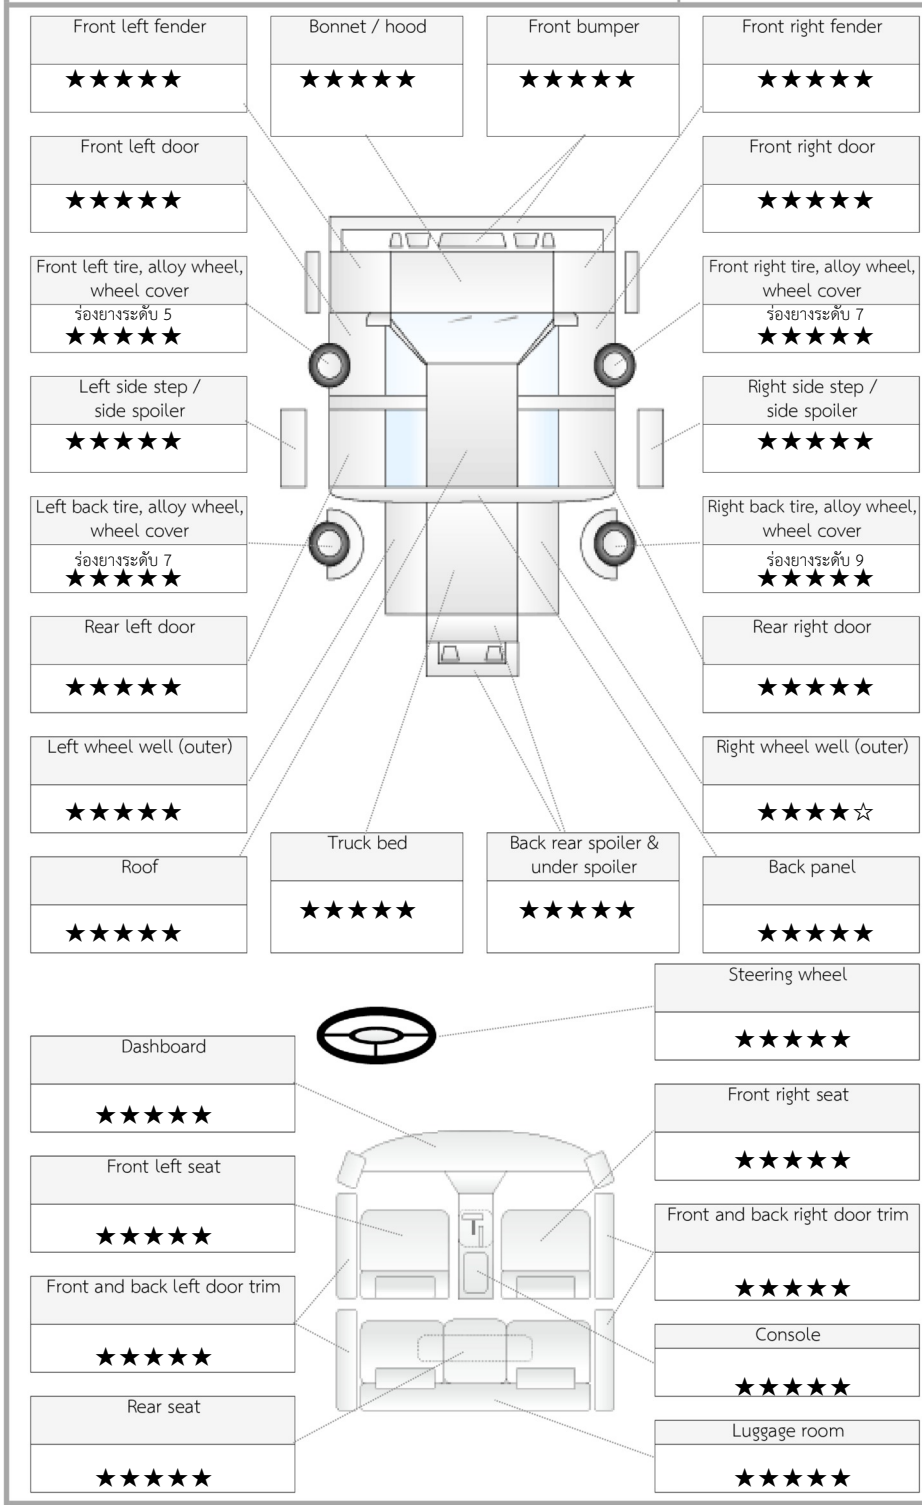 Front left fender
★★★★★
Bonnet / hood
★★★★★
Front bumper
★★★★★
Front right fender
★★★★★
Front left door
★★★★★
Front right door
★★★★★
Front left tire, alloy wheel,
wheel cover
ร่องยางระดับ 5
★★★★★
Front right tire, alloy wheel,
wheel cover
ร่องยางระดับ 7
★★★★★
Left side step /
side spoiler
★★★★★
Right side step /
side spoiler
★★★★★
Left back tire, alloy wheel,
wheel cover
ร่องยางระดับ 7
★★★★★
Right back tire, alloy wheel,
wheel cover
ร่องยางระดับ 9
★★★★★
Rear left door
★★★★★
Rear right door
★★★★★
Left wheel well (outer)
★★★★★
Right wheel well (outer)
★★★★☆
Roof
★★★★★
Truck bed
★★★★★
Back rear spoiler &
under spoiler
★★★★★
Back panel
★★★★★
Steering wheel
★★★★★
Dashboard
★★★★★
Front right seat
★★★★★
Front left seat
★★★★★
Front and back right door trim
★★★★★
Front and back left door trim
★★★★★
Console
★★★★★
Rear seat
★★★★★
Luggage room
★★★★★